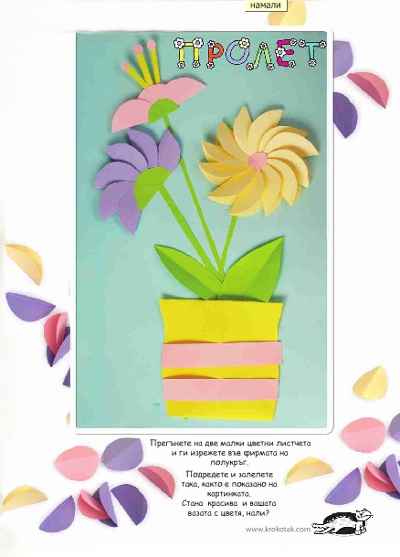 намали
ПРОЛЕТ
Прегънете на две малки цветни листчета
и ги изрежете във формата на
полукръг.
Подредете и залепете
така, както е показано на
картинката.
Стана красива и вашата
вазата с цветя, нали?
www.krokotak.com